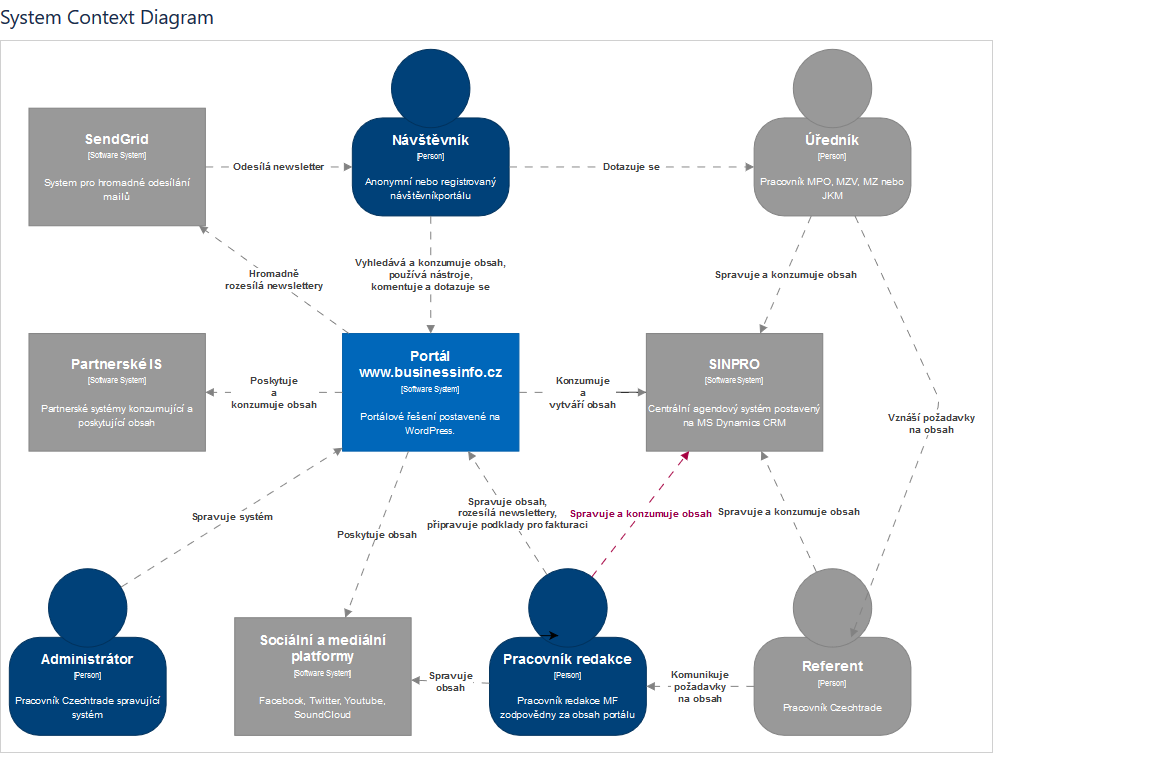 System Context Diagram
SendGrid
[Software System]
Systém pro hromadné odesílání
mailů
Odesílá newsletter
Návštěvník
[Person]
Anonymní nebo registrovaný
návštěvníkportálu
Dotazuje se
Úředník
[Person]
Pracovník MPO, MZV, MZ nebo
JKM
Hromadně
rozesílá newslettery
Vyhledává a konzumuje obsah,
používá nástroje,
komentuje a dotazuje se
Spravuje a konzumuje obsah
Partnerské IS
[Software System]
Partnerské systémy konzumující a
poskytující obsah
Poskytuje
a
konzumuje obsah
Portál
www.businessinfo.cz
[Software System]
Portálové řešení postavené na
WordPress.
Konzumuje
a
vytváří obsah
SINPRO
[Software System]
Centrální agendový systém postavený
na MS Dynamics CRM
Vznáší požadavky
na obsah
Spravuje systém
Poskytuje obsah
Spravuje obsah,
rozesílá newslettery,
připravuje podklady pro fakturaci
Spravuje a konzumuje obsah
Spravuje a konzumuje obsah
Administrátor
[Person]
Pracovník Czechtrade spravující
systém
Sociální a mediální
platformy
[Software System]
Facebook, Twitter, Youtube,
SoundCloud
Spravuje
obsah
Pracovník redakce
[Person]
Pracovník redakce MF
zodpovědny za obsah portálu
Komunikuje
požadavky
na obsah
Referent
[Person]
Pracovník Czechtrade